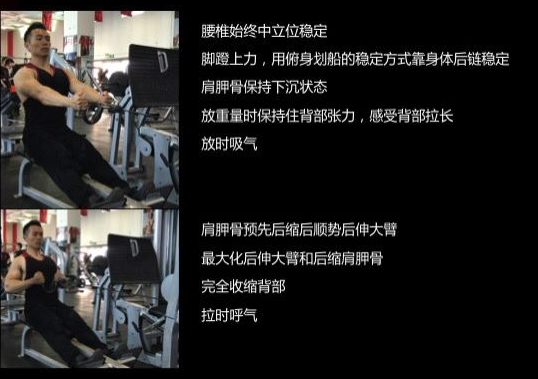 腰椎始终中立位稳定
脚蹬上力，用俯身划船的稳定方式靠身体后链稳定
肩胛骨保持下沉状态
放重量时保持住背部张力，感受背部拉长
放时吸气
肩胛骨预先后缩后顺势后伸大臂
最大化后伸大臂和后缩肩胛骨
完全收缩背部
拉时呼气